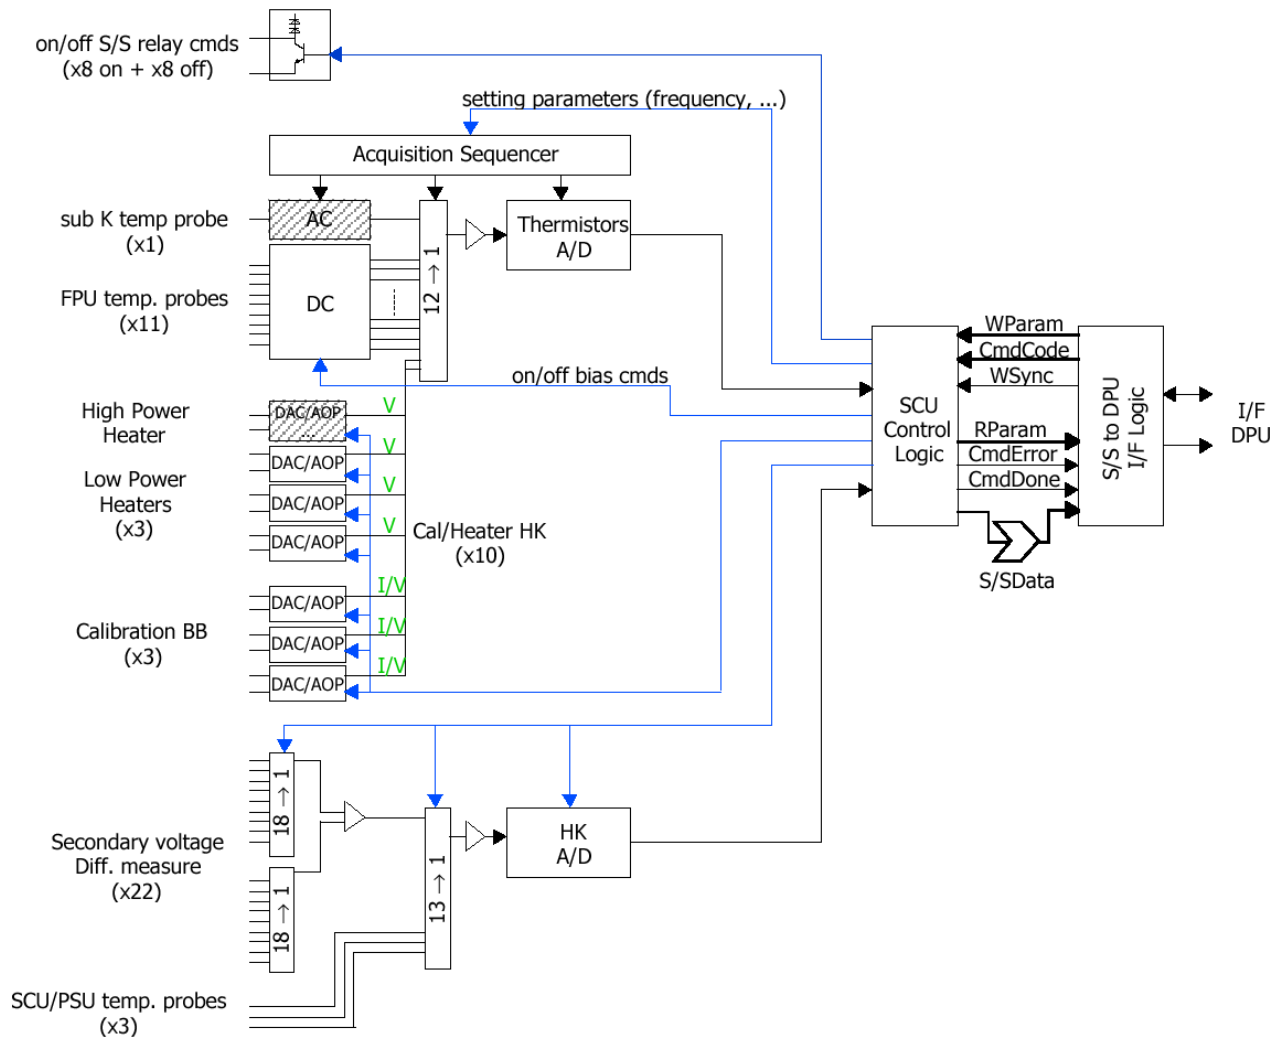 on/off S/S relay cmds
(x8 on + x8 off)
setting parameters (frequency, ...)
Acquisition Sequencer
sub K temp probe
(x1)
AC
12 → 1
Thermistors
A/D
FPU temp. probes
(x11)
DC
on/off bias cmds
High Power
Heater
DAC/AOP
...
V
Low Power
Heaters
(x3)
DAC/AOP
V
DAC/AOP
V
DAC/AOP
V
Cal/Heater HK
(x10)
Calibration BB
(x3)
DAC/AOP
I/V
DAC/AOP
I/V
DAC/AOP
I/V
SCU
Control
Logic
WParam
CmdCode
WSync
RParam
CmdError
CmdDone
S/SData
S/S to DPU
I/F Logic
I/F
DPU
Secondary voltage
Diff. measure
(x22)
18 → 1
18 → 1
13 → 1
HK
A/D
SCU/PSU temp. probes
(x3)